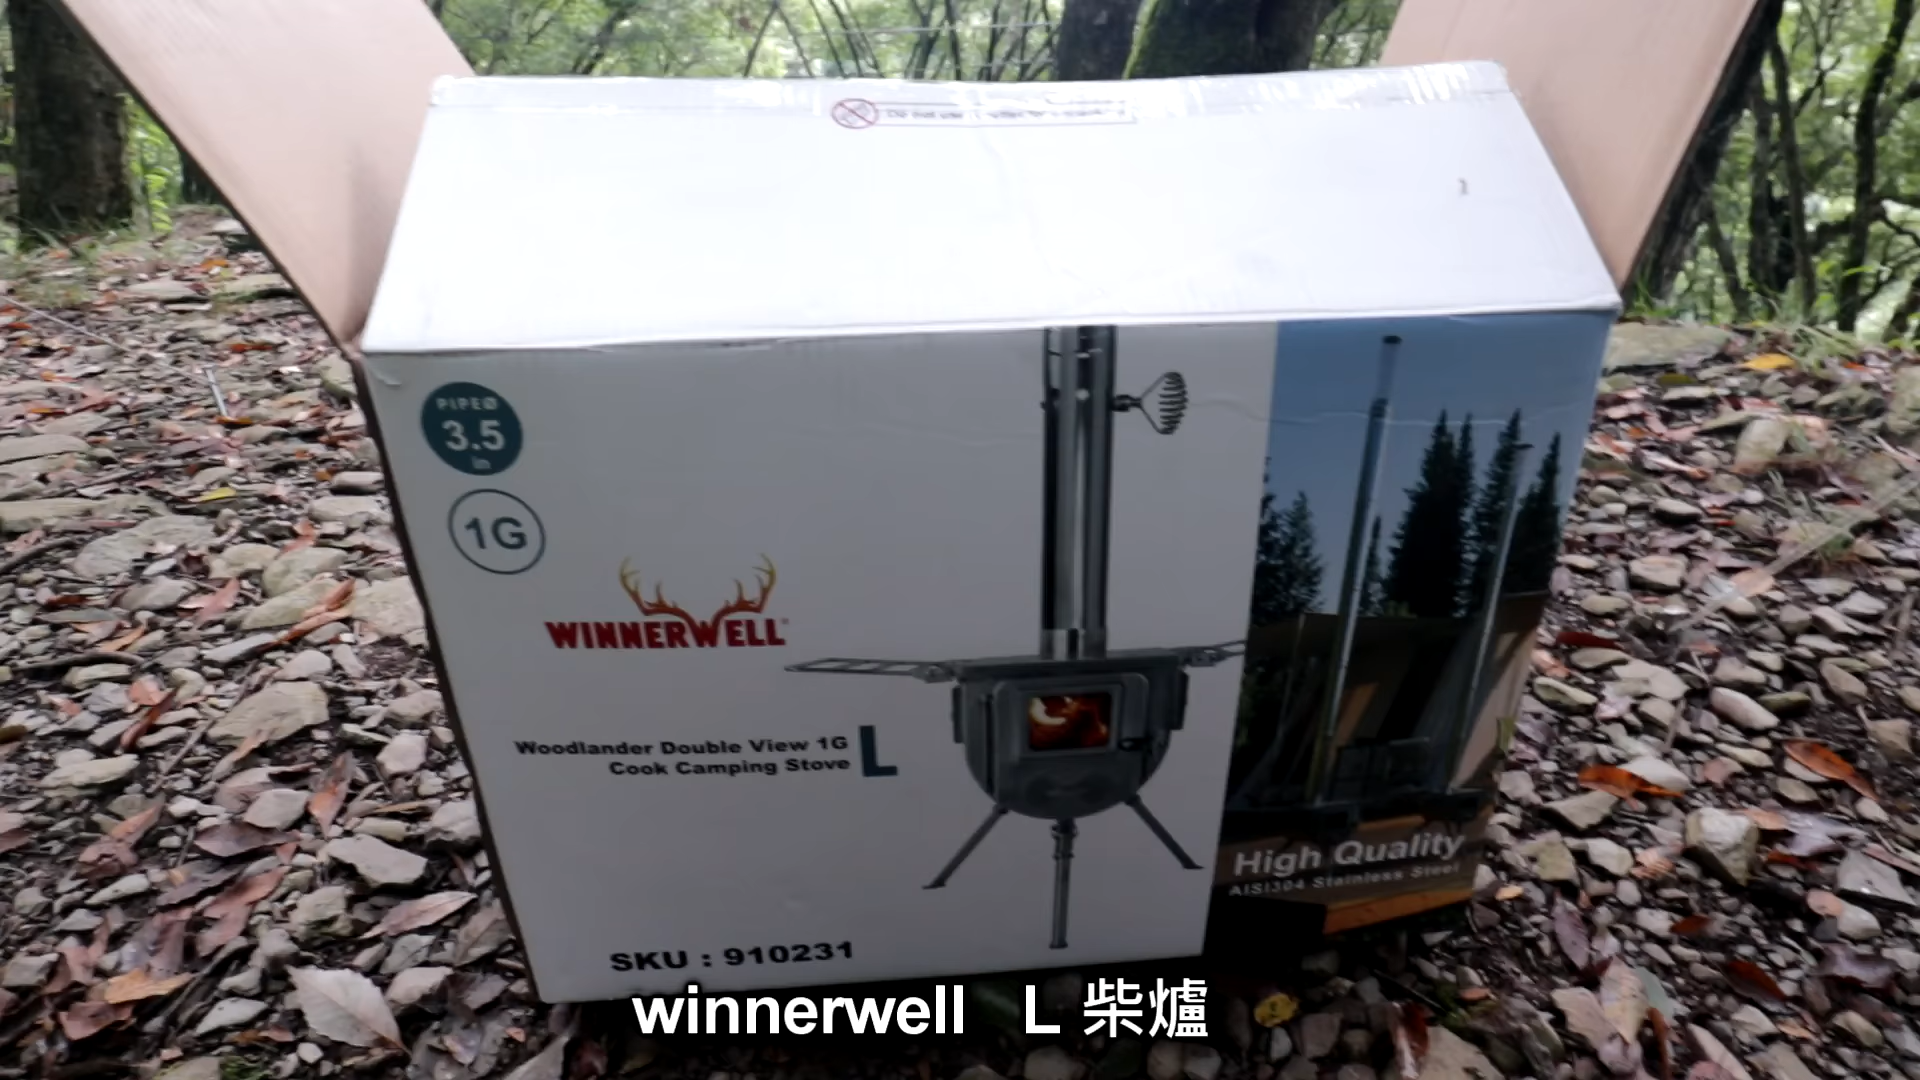 PIPEØ
3.5
in
1G
WINNERWELL
Woodlander Double View 1G
Cook Camping Stove
L
High Quality
AISI304 Stainless Steel
SKU : 910231
winnerwell L 柴爐